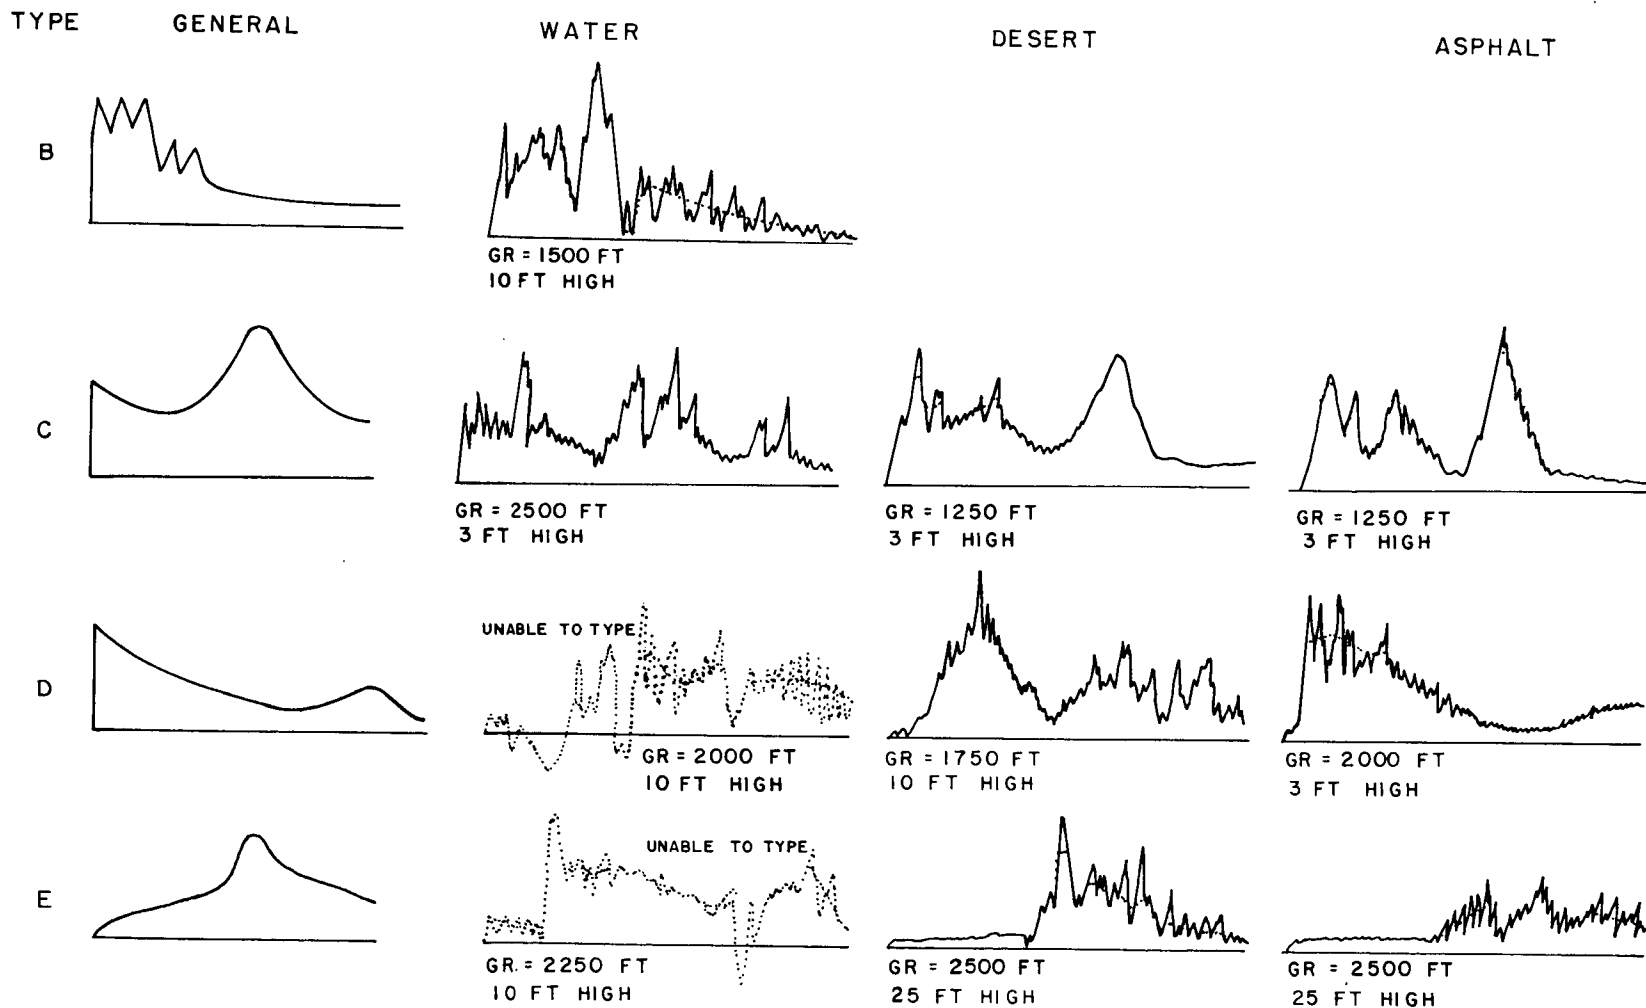 TYPE GENERAL WATER DESERT ASPHALT
B
GR = 1500 FT
10 FT HIGH
C
GR = 2500 FT
3 FT HIGH
GR = 1250 FT
3 FT HIGH
GR = 1250 FT
3 FT HIGH
D
UNABLE TO TYPE
GR = 2000 FT
10 FT HIGH
GR = 1750 FT
10 FT HIGH
GR = 2000 FT
3 FT HIGH
E
UNABLE TO TYPE
GR. = 2250 FT
10 FT HIGH
GR = 2500 FT
25 FT HIGH
GR = 2500 FT
25 FT HIGH